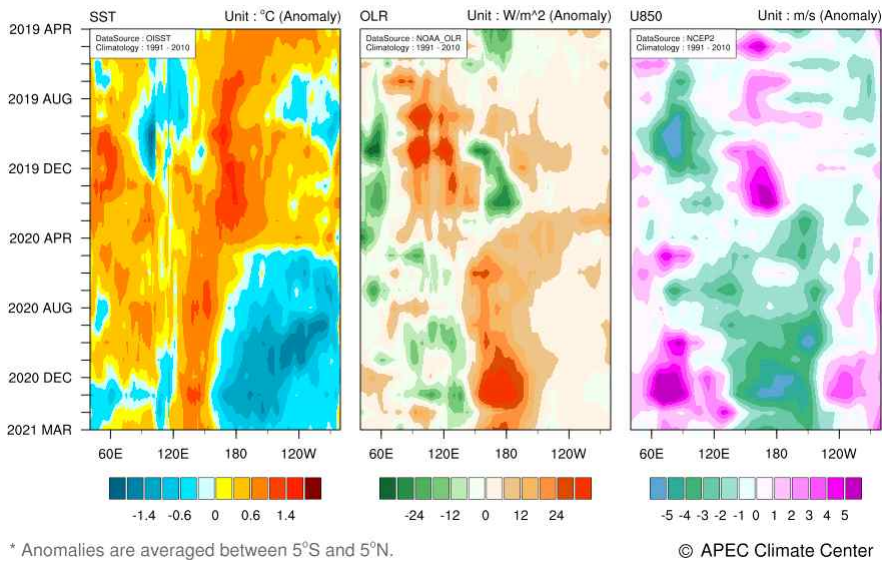 SST Unit : °C (Anomaly)
DataSource : OISST
Climatology : 1991 - 2010
2019 APR
2019 AUG
2019 DEC
2020 APR
2020 AUG
2020 DEC
2021 MAR
60E 120E 180 120W
-1.4 -0.6 0 0.6 1.4
OLR Unit : W/m^2 (Anomaly)
DataSource : NOAA_OLR
Climatology : 1991 - 2010
60E 120E 180 120W
-24 -12 0 12 24
U850 Unit : m/s (Anomaly)
DataSource : NCEP2
Climatology : 1991 - 2010
60E 120E 180 120W
-5 -4 -3 -2 -1 0 1 2 3 4 5
* Anomalies are averaged between 5°S and 5°N.
© APEC Climate Center